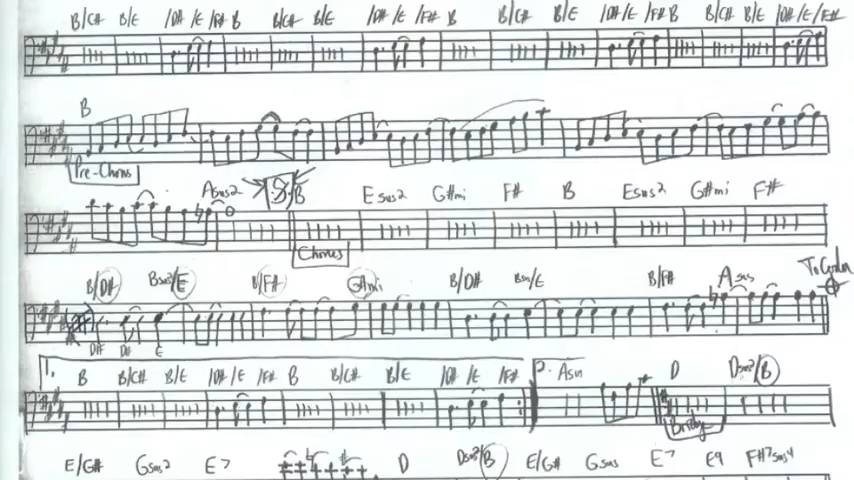 B/C# B/E /D# /E /F# B B/C# B/E /D# /E /F# B B/C# B/E /D# /E /F# B B/C# B/E /D# /E /F#
B
Pre-Chorus
Asus2 B Esus2 G#mi F# B Esus2 G#mi F#
Chorus
B/D# Bsus/E B/F# G#mi B/D# Bsus/E B/F# Asus To Coda
D# D# E
1. B B/C# B/E /D# /E /F# B B/C# B/E /D# /E /F# 2. Asus D Dsus2/B
Bridge
E/G# Gsus2 E7 D Dsus2/B E/G# Gsus E7 E9 F#7sus4